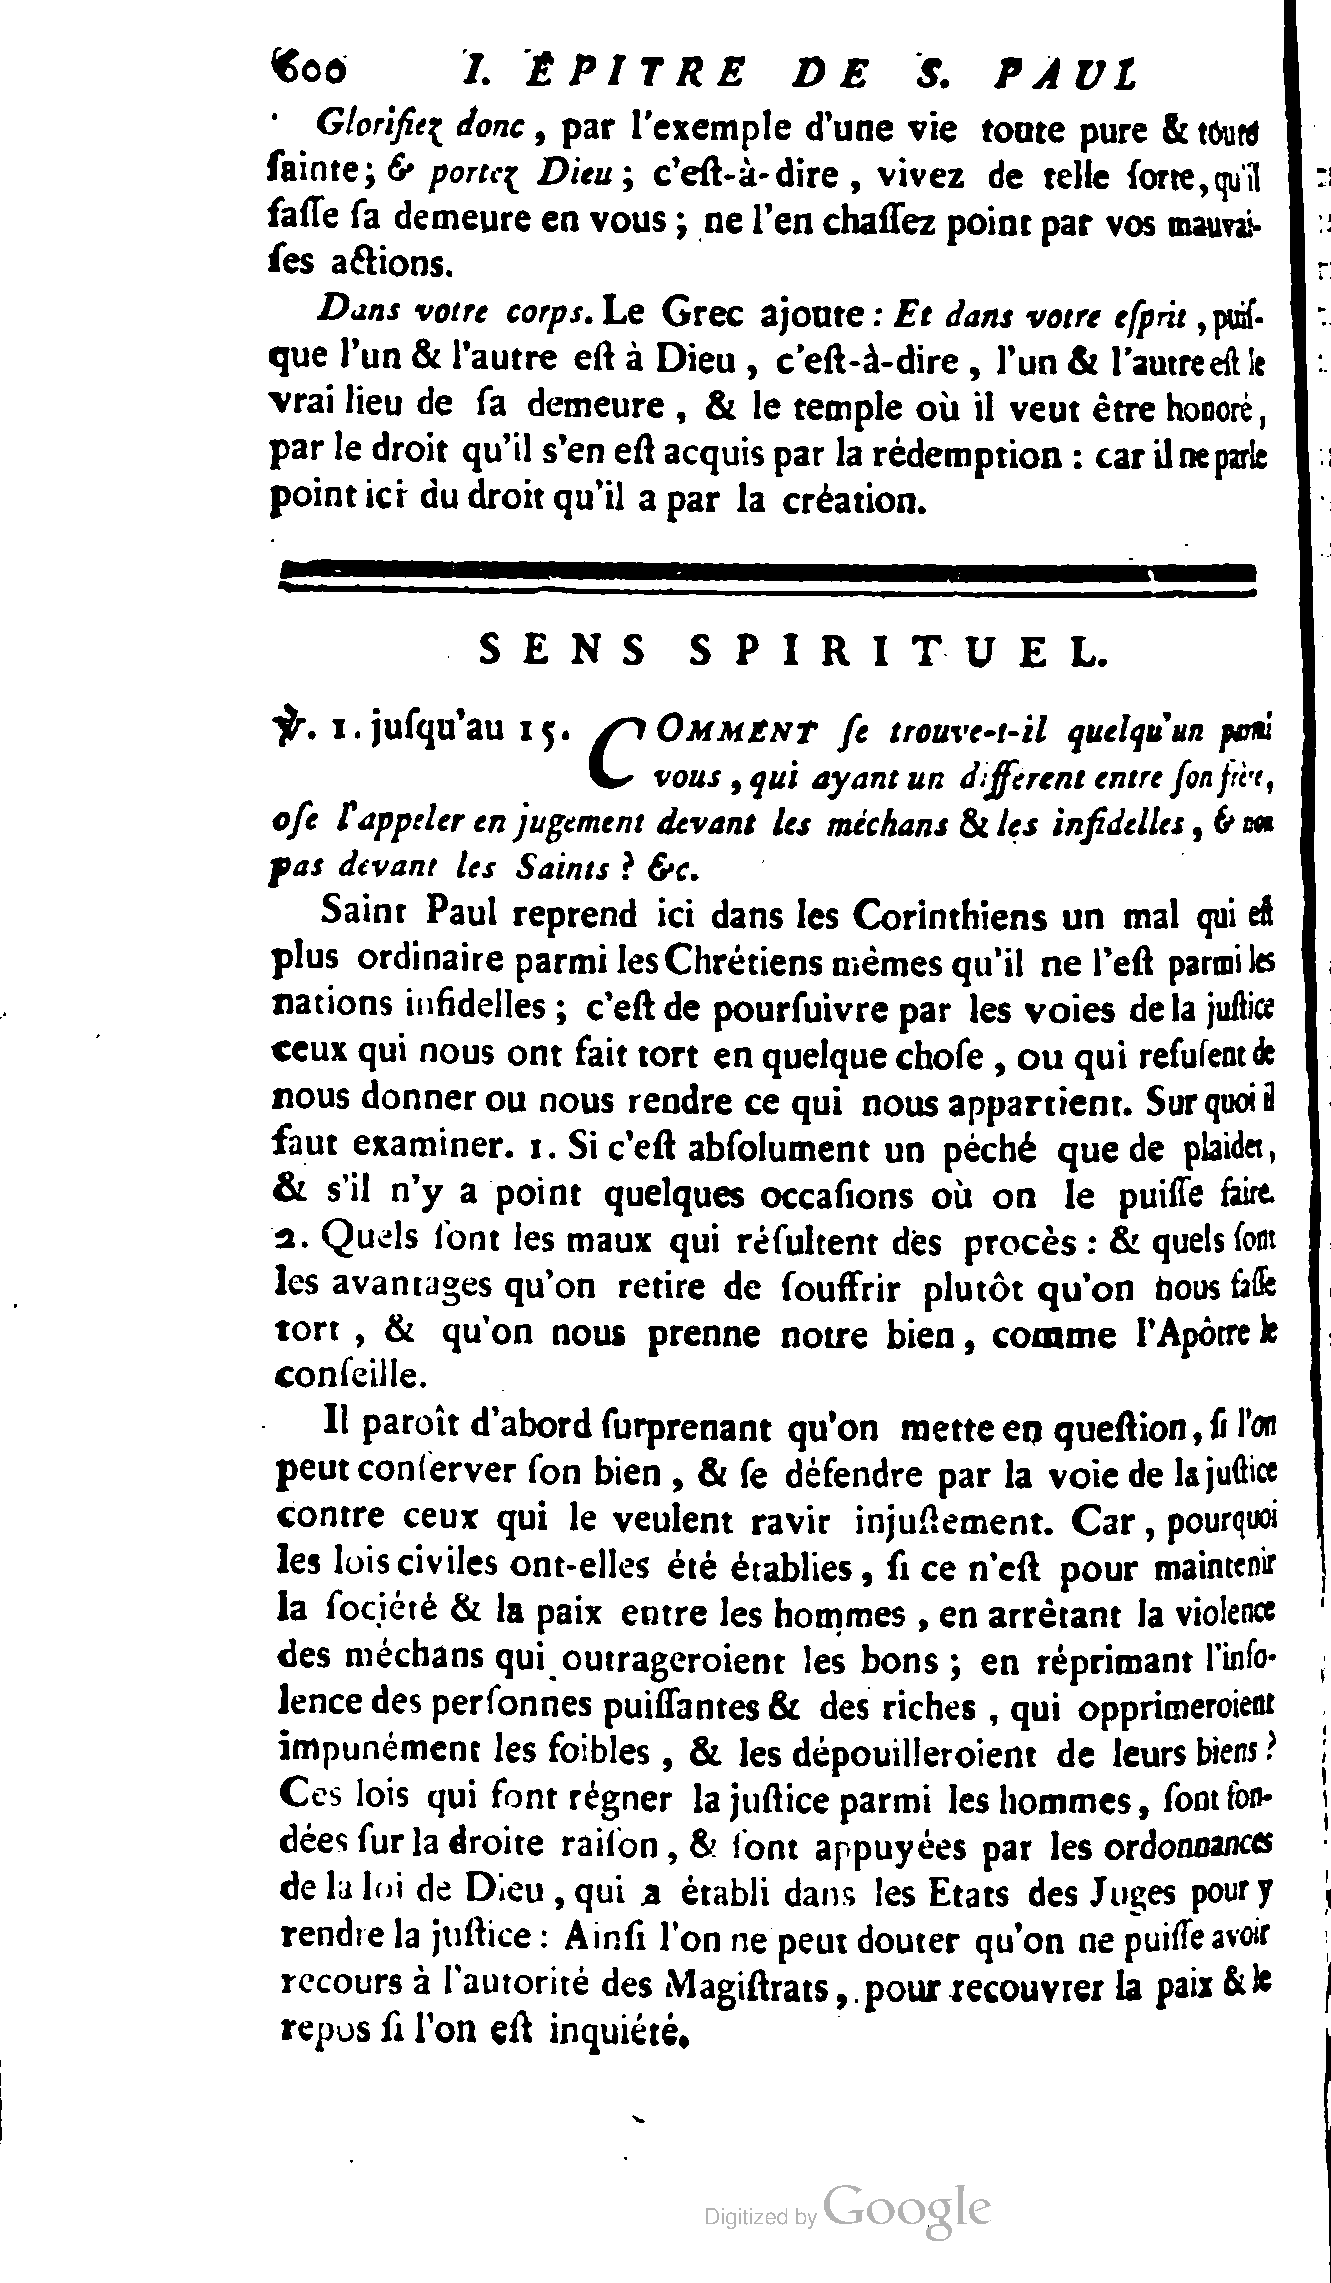 600 I. ÉPITRE DE S. PAUL
Glorifiez donc, par l'exemple d'une vie toute pure & toute
ſainte; & portez Dieu; c'eſt-à-dire, vivez de telle ſorte, qu'il
faſſe ſa demeure en vous; ne l'en chaſſez point par vos mauvai-
ſes actions.
Dans votre corps. Le Grec ajoute: Et dans votre eſprit, puiſ-
que l'un & l'autre eſt à Dieu, c'eſt-à-dire, l'un & l'autre eſt le
vrai lieu de ſa demeure, & le temple où il veut être honoré,
par le droit qu'il s'en eſt acquis par la rédemption: car il ne parle
point ici du droit qu'il a par la création.
SENS SPIRITUEL.
℣. 1. juſqu'au 15. COMMENT ſe trouve-t-il quelqu'un parmi
vous, qui ayant un différent entre ſon frère,
oſe l'appeler en jugement devant les méchans & les infidelles, & non
pas devant les Saints? &c.
Saint Paul reprend ici dans les Corinthiens un mal qui eſt
plus ordinaire parmi les Chrétiens mêmes qu'il ne l'eſt parmi les
nations infidelles; c'eſt de pourſuivre par les voies de la juſtice
ceux qui nous ont fait tort en quelque choſe, ou qui refuſent de
nous donner ou nous rendre ce qui nous appartient. Sur quoi il
faut examiner. 1. Si c'eſt abſolument un péché que de plaider,
& s'il n'y a point quelques occaſions où on le puiſſe faire.
2. Quels ſont les maux qui réſultent des procès: & quels ſont
les avantages qu'on retire de ſouffrir plutôt qu'on nous faſſe
tort, & qu'on nous prenne notre bien, comme l'Apôtre le
conſeille.
Il paroît d'abord ſurprenant qu'on mette en queſtion, ſi l'on
peut conſerver ſon bien, & ſe défendre par la voie de la juſtice
contre ceux qui le veulent ravir injuſtement. Car, pourquoi
les lois civiles ont-elles été établies, ſi ce n'eſt pour maintenir
la ſociété & la paix entre les hommes, en arrêtant la violence
des méchans qui outrageroient les bons; en réprimant l'inſo-
lence des perſonnes puiſſantes & des riches, qui opprimeroient
impunément les foibles, & les dépouilleroient de leurs biens?
Ces lois qui font régner la juſtice parmi les hommes, ſont fon-
dées ſur la droite raiſon, & ſont appuyées par les ordonnances
de la loi de Dieu, qui a établi dans les Etats des Juges pour y
rendre la juſtice: Ainſi l'on ne peut douter qu'on ne puiſſe avoir
recours à l'autorité des Magiſtrats, pour recouvrer la paix & le
repos ſi l'on eſt inquiété.
Digitized by Google